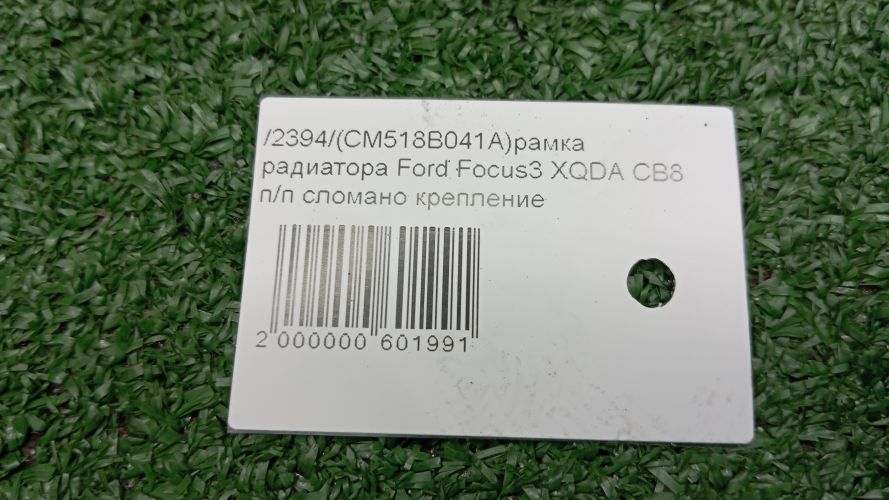 /2394/(CM518B041A)рамка
радиатора Ford Focus3 XQDA CB8
п/п сломано крепление
2 000000 601991